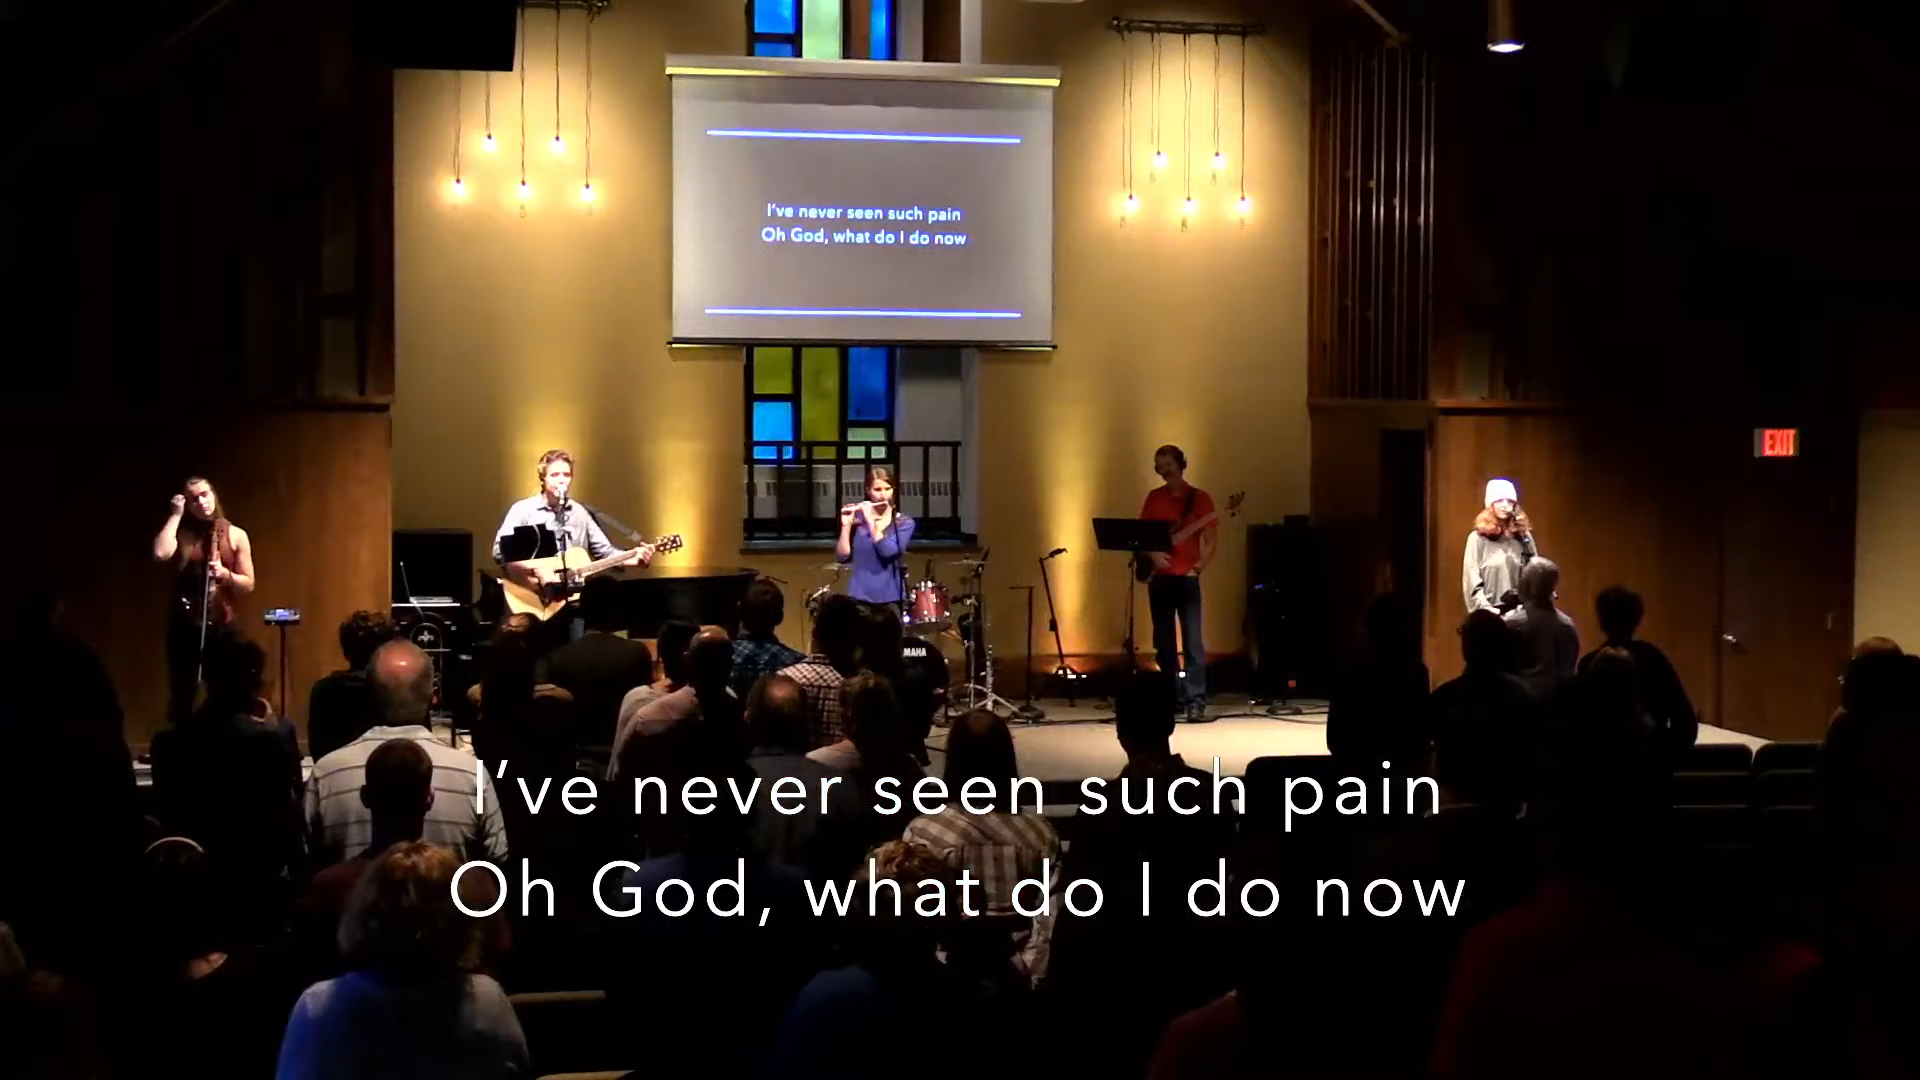 I've never seen such pain
Oh God, what do I do now
EXIT
MAHA
I've never seen such pain
Oh God, what do I do now